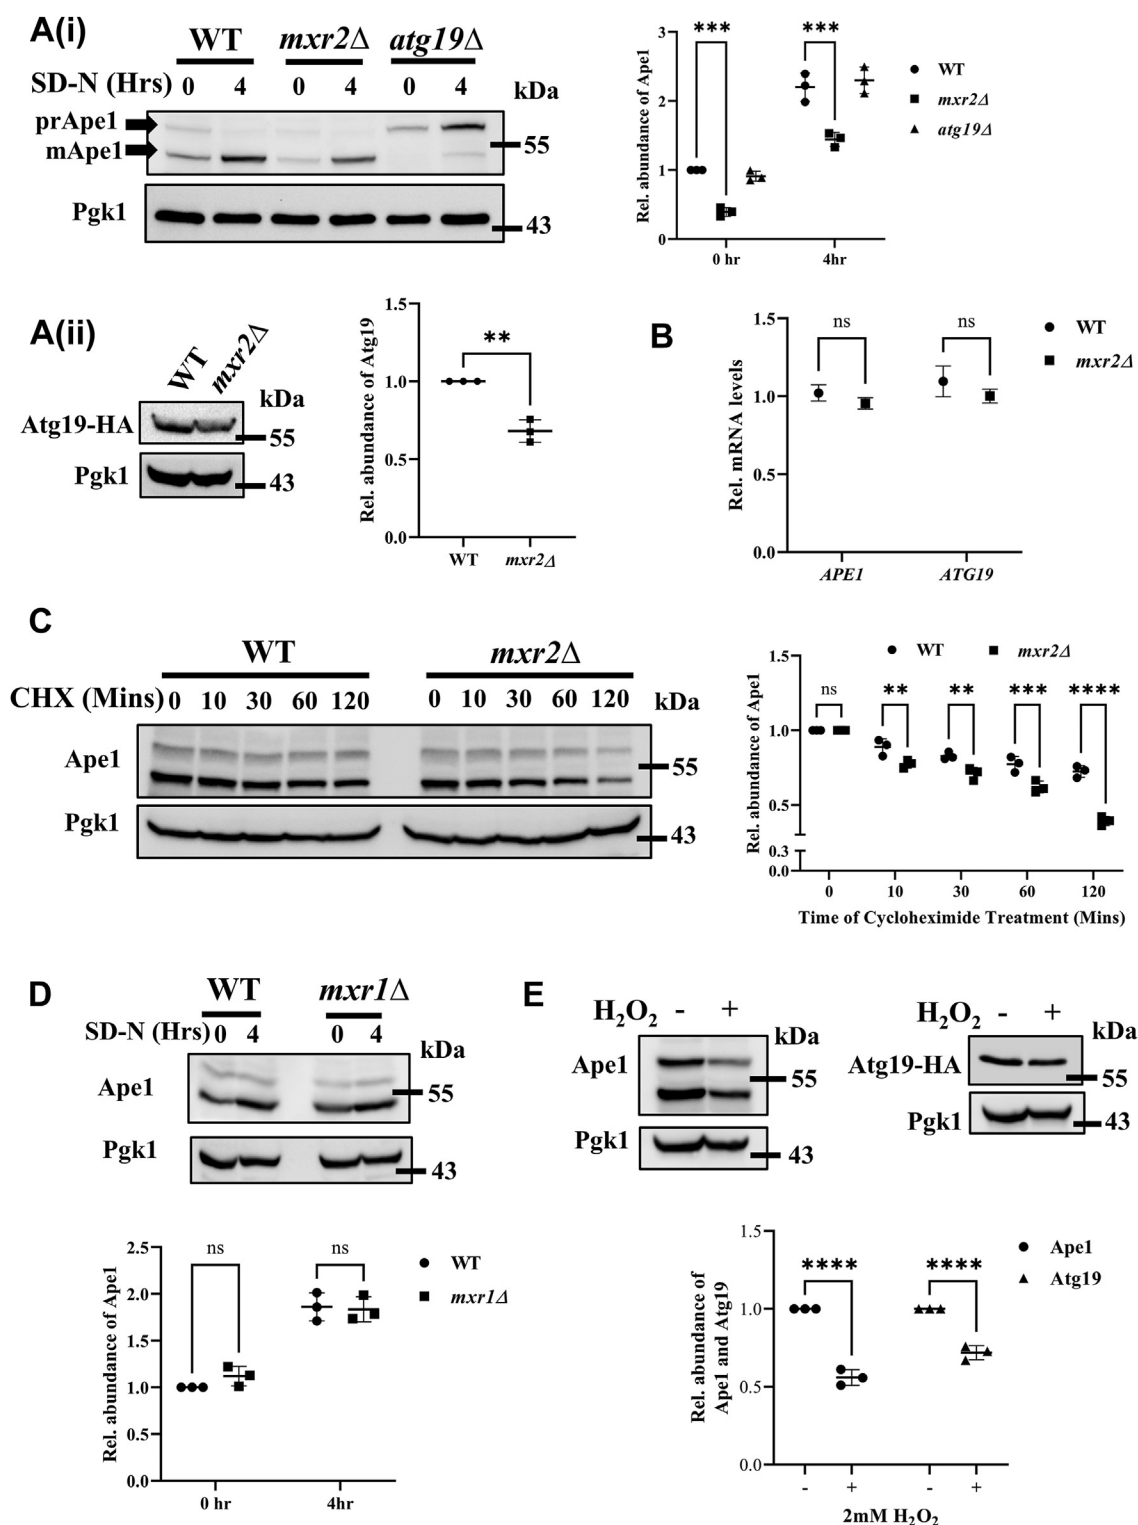 A(i)
WT mxr2Δ atg19Δ
SD-N (Hrs) 0 4 0 4 0 4 kDa
prApe1
mApe1
55
Pgk1
43
Rel. abundance of Ape1
3
2
1
0
*** ***
0 hr 4hr
WT
mxr2Δ
atg19Δ
A(ii)
WT mxr2Δ
kDa
Atg19-HA
55
Pgk1
43
Rel. abundance of Atg19
1.5
1.0
0.5
0.0
**
WT mxr2Δ
B
Rel. mRNA levels
1.5
1.0
0.5
0.0
ns ns
APE1 ATG19
WT
mxr2Δ
C
WT mxr2Δ
CHX (Mins) 0 10 30 60 120 0 10 30 60 120 kDa
Ape1
55
Pgk1
43
WT mxr2Δ
Rel. abundance of Ape1
1.5
1.0
0.5
0.3
0.0
ns ** ** *** ****
0 10 30 60 120
Time of Cycloheximide Treatment (Mins)
D
WT mxr1Δ
SD-N (Hrs) 0 4 0 4
kDa
Ape1
55
Pgk1
43
Rel. abundance of Ape1
2.5
2.0
1.5
1.0
0.5
0.0
ns ns
0 hr 4hr
WT
mxr1Δ
E
H₂O₂ - +
kDa
Ape1
55
Pgk1
43
H₂O₂ - +
kDa
Atg19-HA
55
Pgk1
43
Rel. abundance of
Ape1 and Atg19
1.5
1.0
0.5
0.0
**** ****
- + - +
2mM H₂O₂
Ape1
Atg19